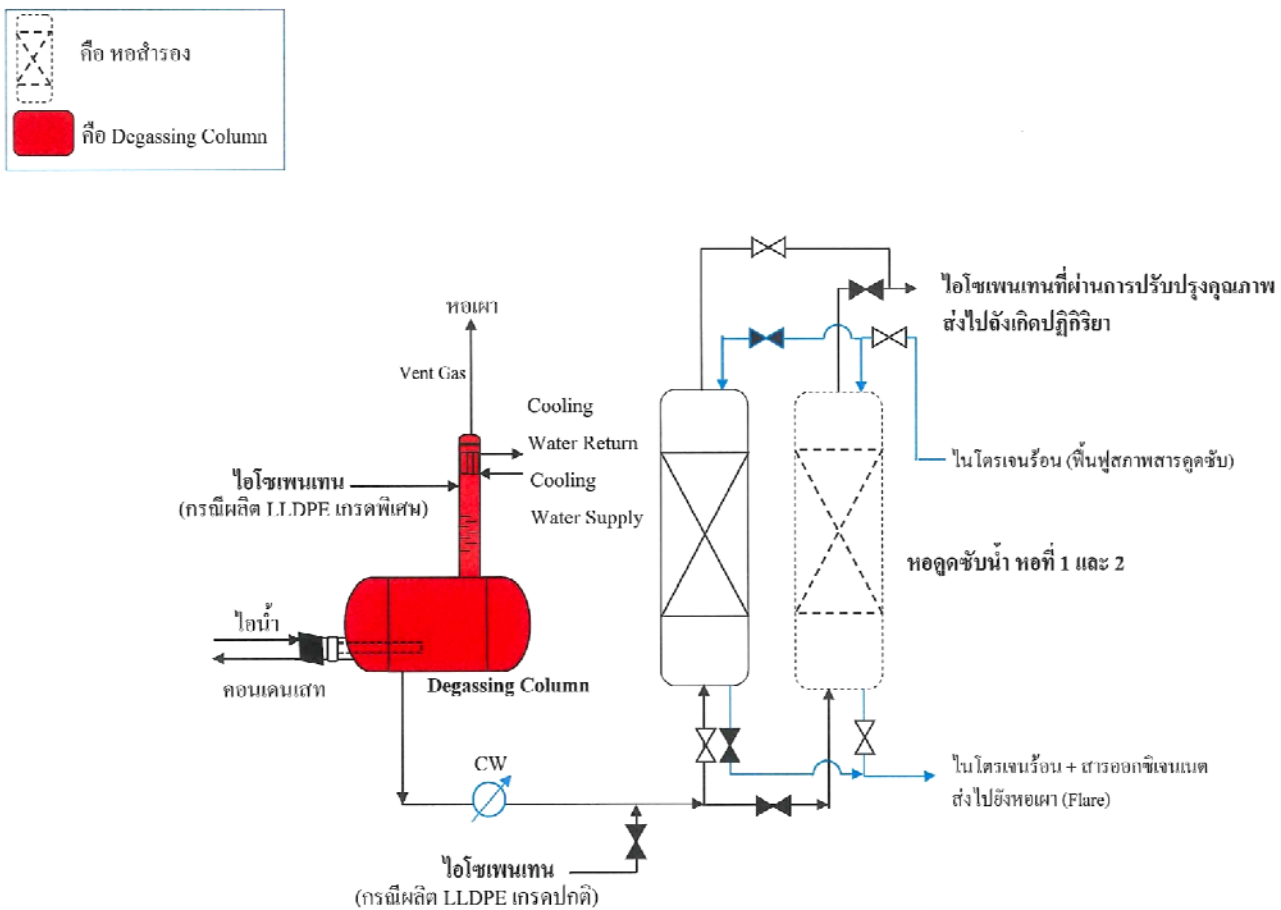 คือ หอสำรอง
คือ Degassing Column
หอเผา
Vent Gas
Cooling
Water Return
Cooling
Water Supply
ไอโซเพนเทน
(กรณีผลิต LLDPE เกรดพิเศษ)
ไอน้ำ
คอนเดนเสท
Degassing Column
CW
ไอโซเพนเทน
(กรณีผลิต LLDPE เกรดปกติ)
ไอโซเพนเทนที่ผ่านการปรับปรุงคุณภาพ
ส่งไปถังเกิดปฏิกิริยา
ไนโตรเจนร้อน (ฟื้นฟูสภาพสารดูดซับ)
หอดูดซับน้ำ หอที่ 1 และ 2
ไนโตรเจนร้อน + สารออกซิเจนเนต
ส่งไปยังหอเผา (Flare)